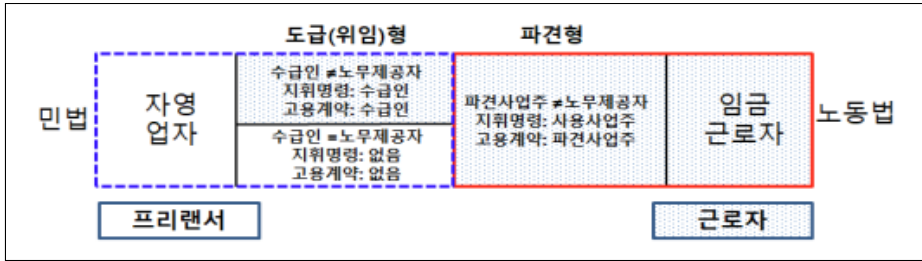 도급(위임)형
파견형
민법
자영
업자
수급인 ≠노무제공자
지휘명령: 수급인
고용계약: 수급인
수급인 =노무제공자
지휘명령: 없음
고용계약: 없음
파견사업주 ≠노무제공자
지휘명령: 사용사업주
고용계약: 파견사업주
임금
근로자
노동법
프리랜서
근로자